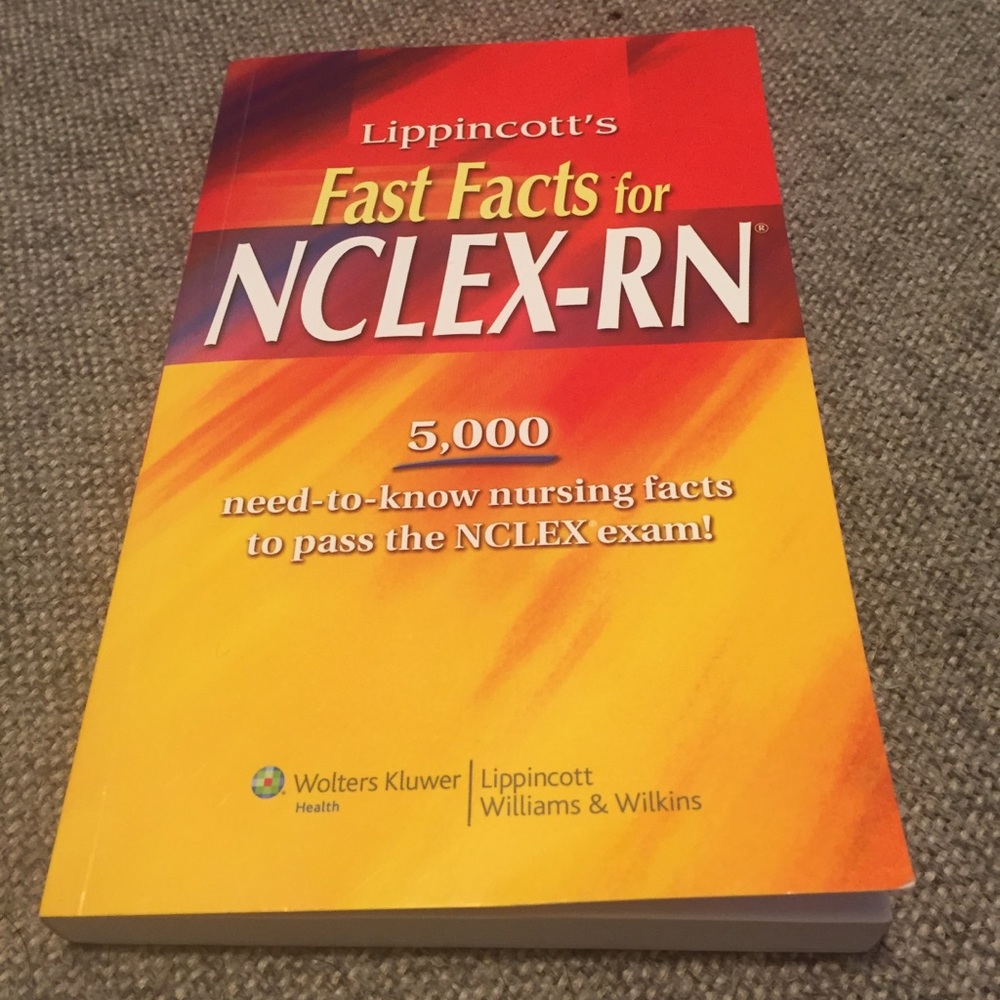 Lippincott's
Fast Facts for
NCLEX-RN®
5,000
need-to-know nursing facts
to pass the NCLEX® exam!
Wolters Kluwer
Health
Lippincott
Williams & Wilkins